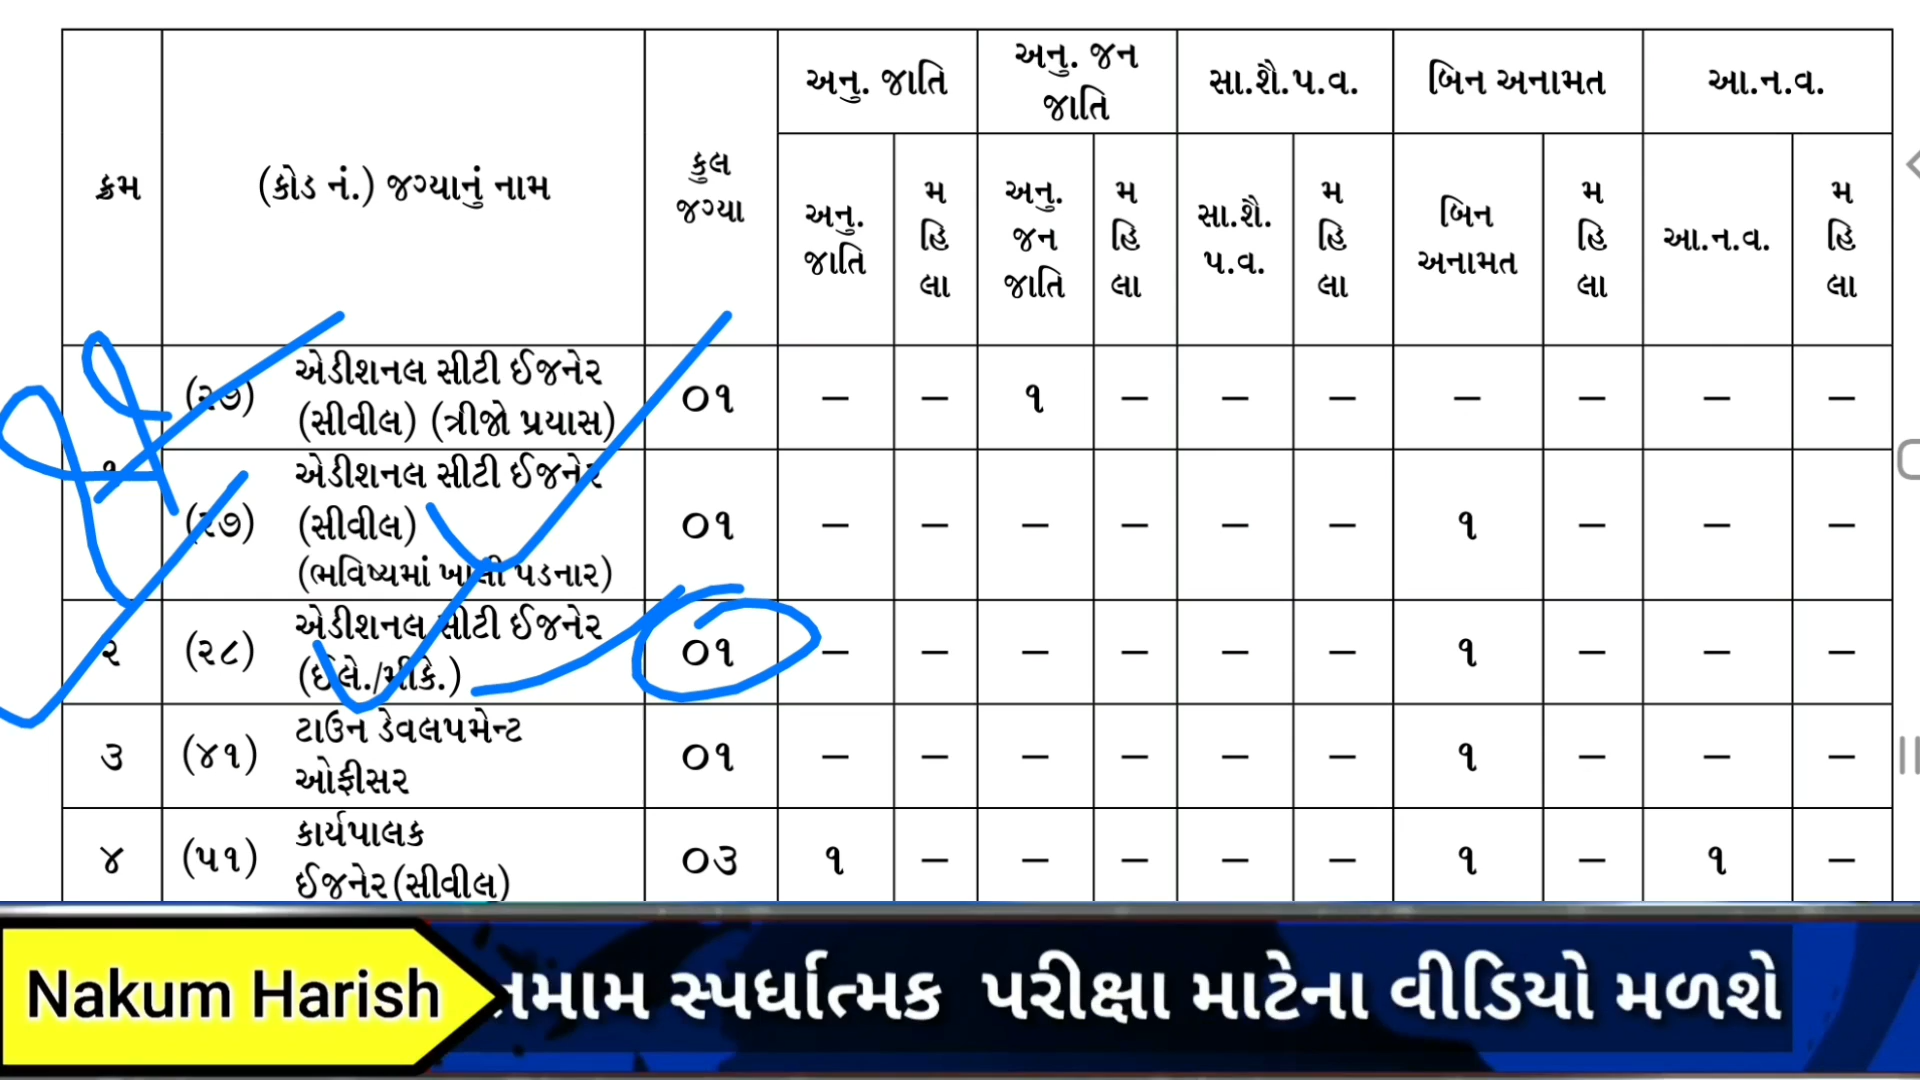 ક્રમ (કોડ નં.) જગ્યાનું નામ કુલ જગ્યા અનુ. જાતિ અનુ. જન જાતિ સા.શૈ.પ.વ. બિન અનામત આ.ન.વ.
અનુ. જાતિ મહિલા અનુ. જન જાતિ મહિલા સા.શૈ. પ.વ. મહિલા બિન અનામત મહિલા આ.ન.વ. મહિલા
૧ (૨૭) એડીશનલ સીટી ઈજનેર
(સીવીલ) (ત્રીજો પ્રયાસ) ૦૧ – – ૧ – – – – – – –
(૨૭) એડીશનલ સીટી ઈજનેર
(સીવીલ)
(ભવિષ્યમાં ખાલી પડનાર) ૦૧ – – – – – – ૧ – – –
૨ (૨૮) એડીશનલ સીટી ઈજનેર
(ઈલે./મીકે.) ૦૧ – – – – – – ૧ – – –
૩ (૪૧) ટાઉન ડેવલપમેન્ટ
ઓફીસર ૦૧ – – – – – – ૧ – – –
૪ (૫૧) કાર્યપાલક
ઈજનેર(સીવીલ) ૦૩ ૧ – – – – – ૧ – ૧ –
Nakum Harish તમામ સ્પર્ધાત્મક પરીક્ષા માટેના વીડિયો મળશે